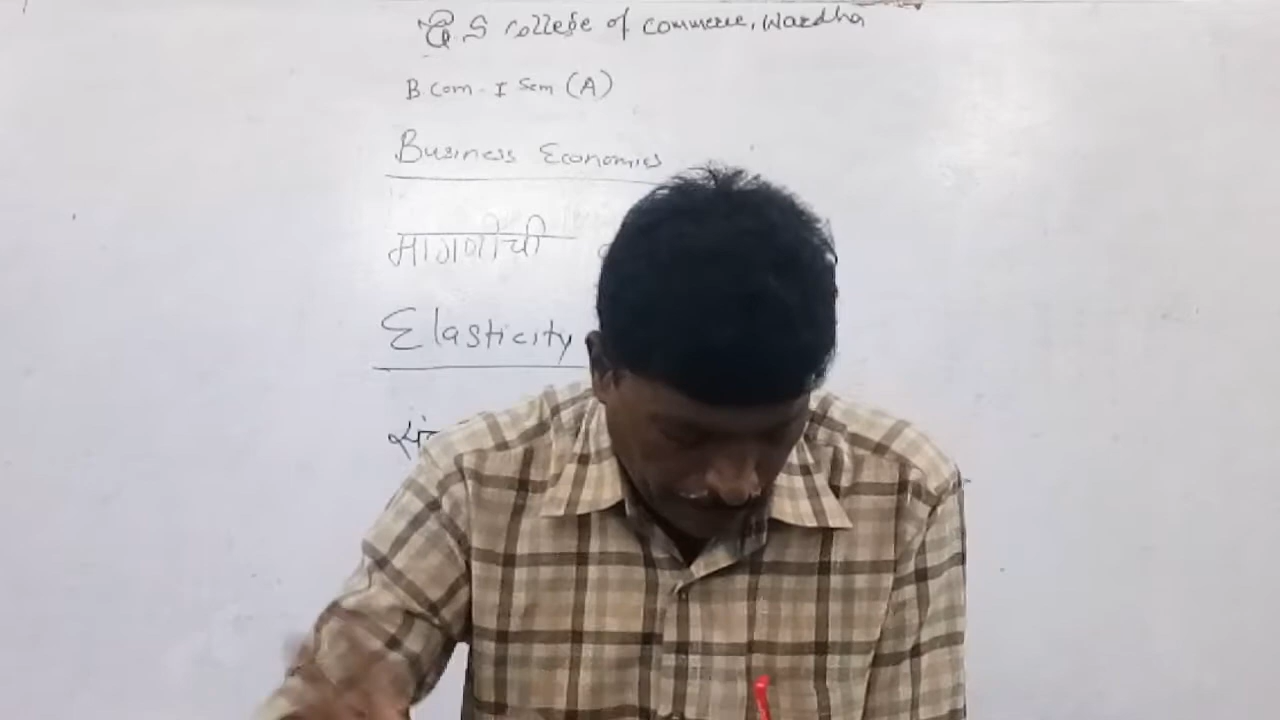 G S College of Commerce, Wardha
B Com - I Sem (A)
Business Economics
मागणीची
Elasticity